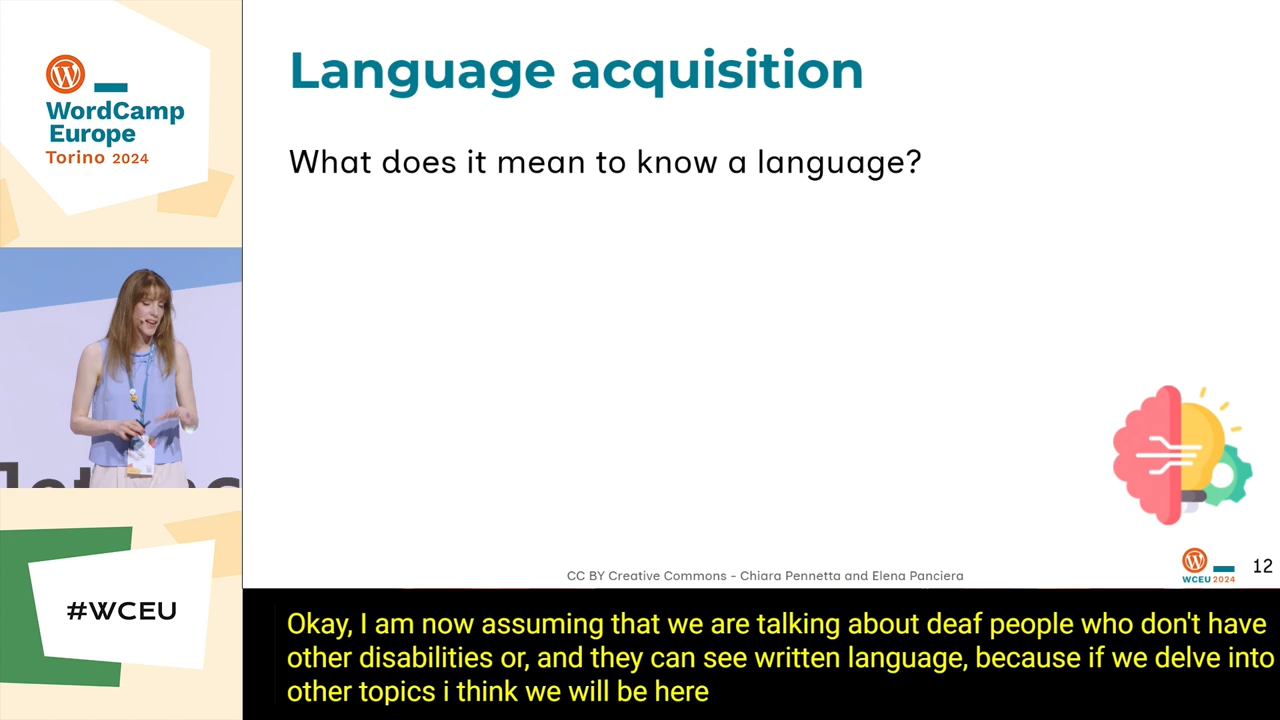 WordCamp
Europe
Torino 2024
#WCEU
Language acquisition
What does it mean to know a language?
CC BY Creative Commons - Chiara Pennetta and Elena Panciera
WCEU 2024
12
Okay, I am now assuming that we are talking about deaf people who don't have
other disabilities or, and they can see written language, because if we delve into
other topics i think we will be here